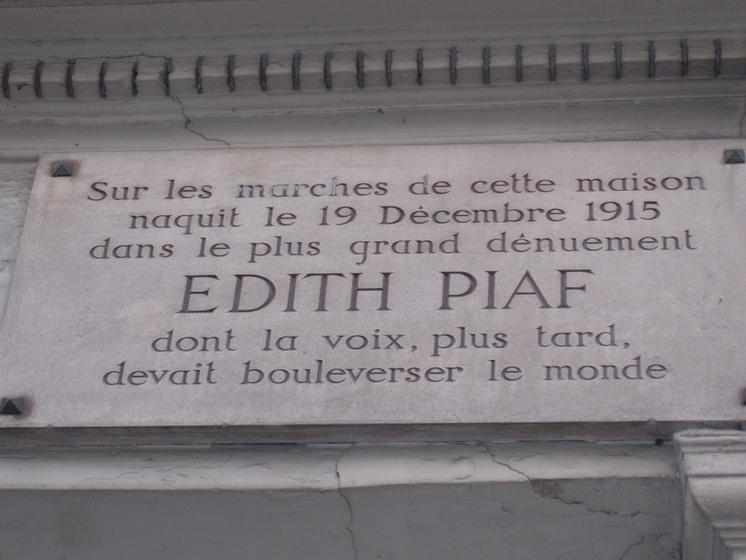 Sur les marches de cette maison
naquit le 19 Décembre 1915
dans le plus grand dénuement
EDITH PIAF
dont la voix, plus tard,
devait bouleverser le monde